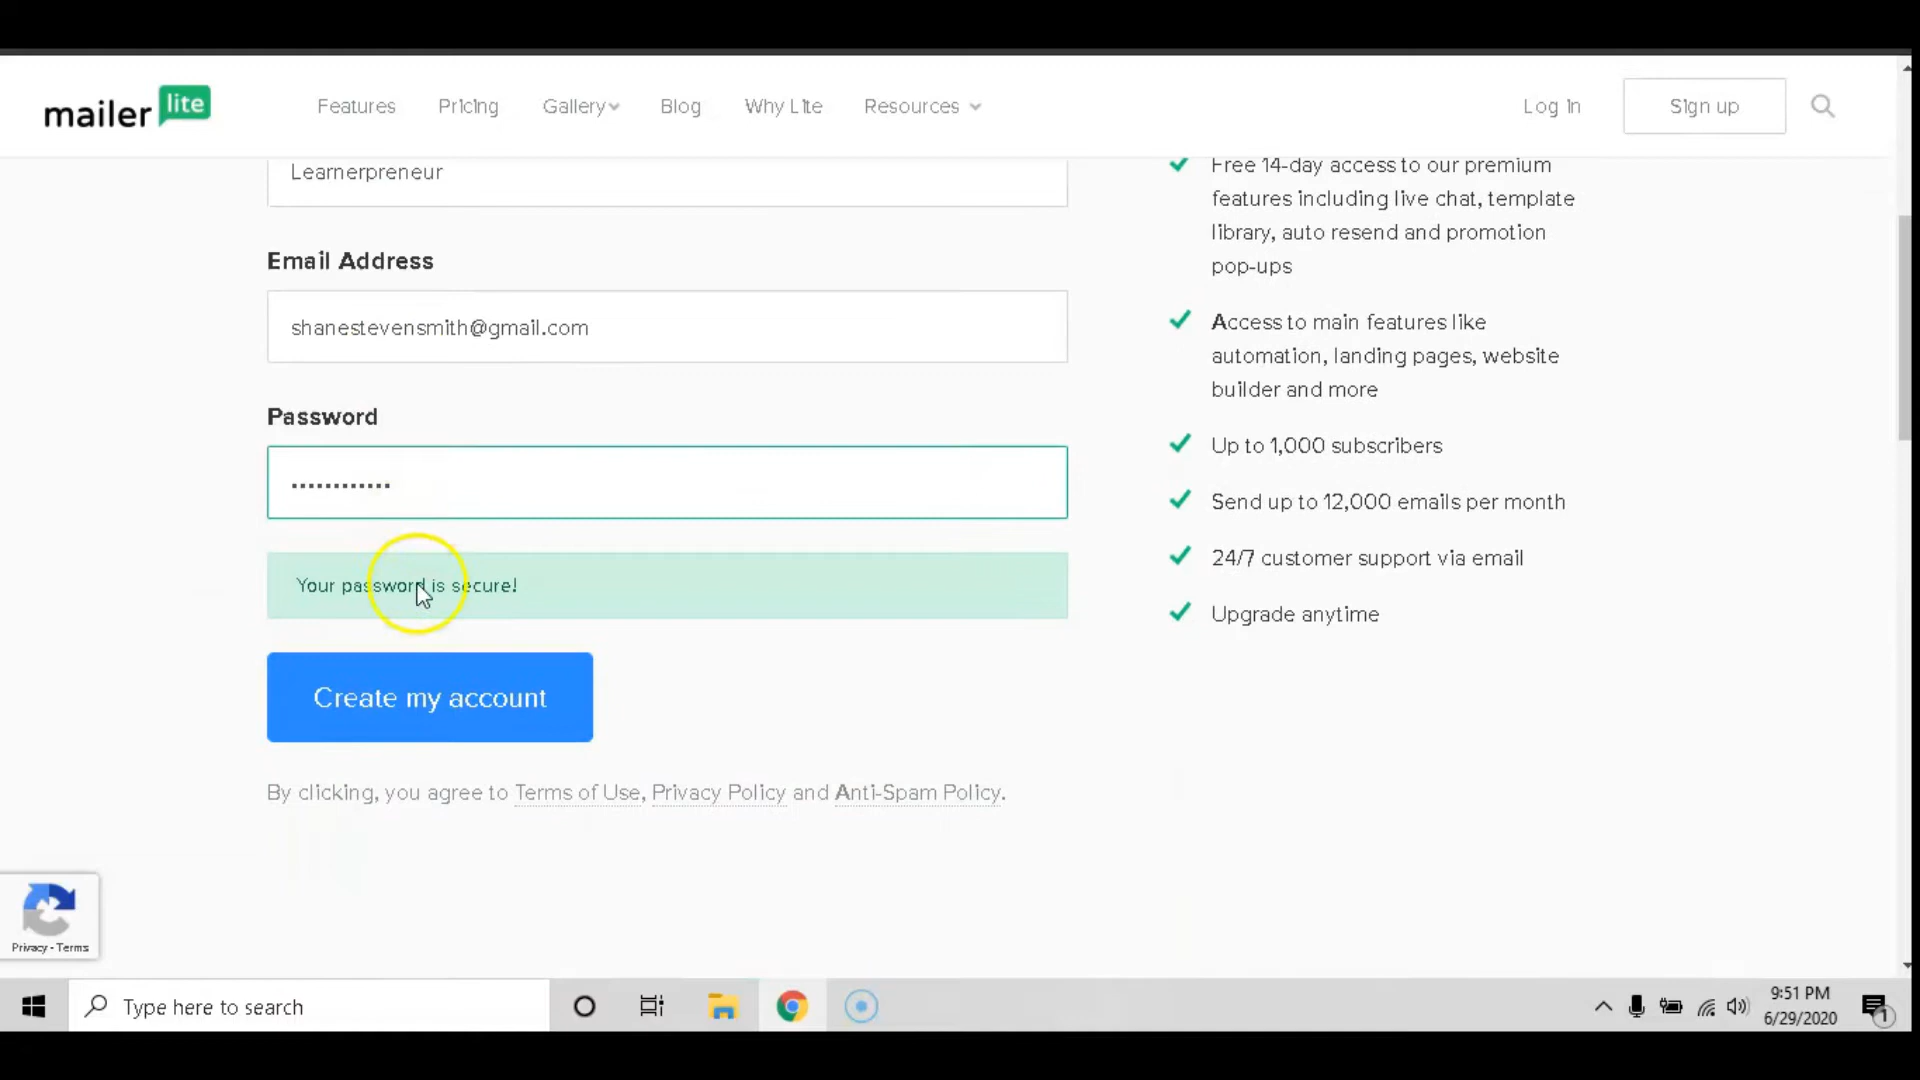 mailer lite
Features
Pricing
Gallery
Blog
Why Lite
Resources
Log in
Sign up
Learnerpreneur
Email Address
shanestevensmith@gmail.com
Password
Your password is secure!
Create my account
By clicking, you agree to Terms of Use, Privacy Policy and Anti-Spam Policy.
Free 14-day access to our premium
features including live chat, template
library, auto resend and promotion
pop-ups
Access to main features like
automation, landing pages, website
builder and more
Up to 1,000 subscribers
Send up to 12,000 emails per month
24/7 customer support via email
Upgrade anytime
Privacy - Terms
Type here to search
9:51 PM
6/29/2020
1